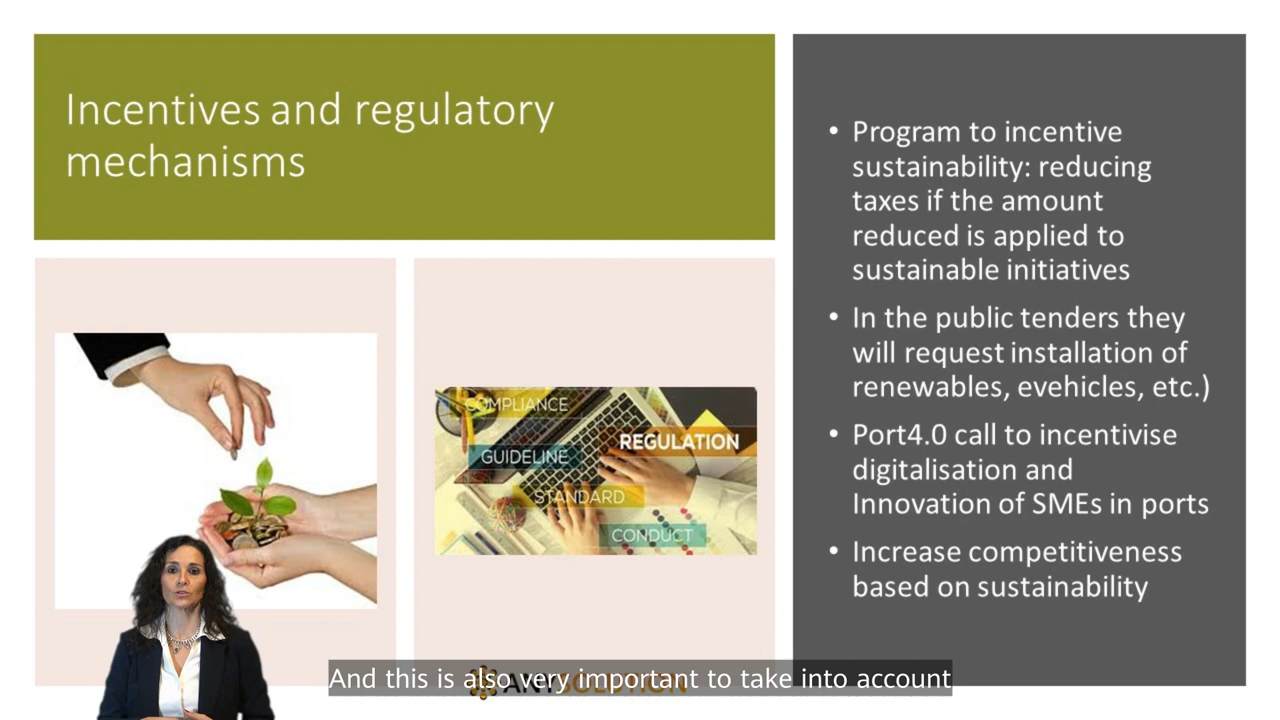 Incentives and regulatory
mechanisms
• Program to incentive
sustainability: reducing
taxes if the amount
reduced is applied to
sustainable initiatives
• In the public tenders they
will request installation of
renewables, evehicles, etc.)
• Port4.0 call to incentivise
digitalisation and
Innovation of SMEs in ports
• Increase competitiveness
based on sustainability
COMPLIANCE
REGULATION
GUIDELINE
STANDARD
CONDUCT
And this is also very important to take into account